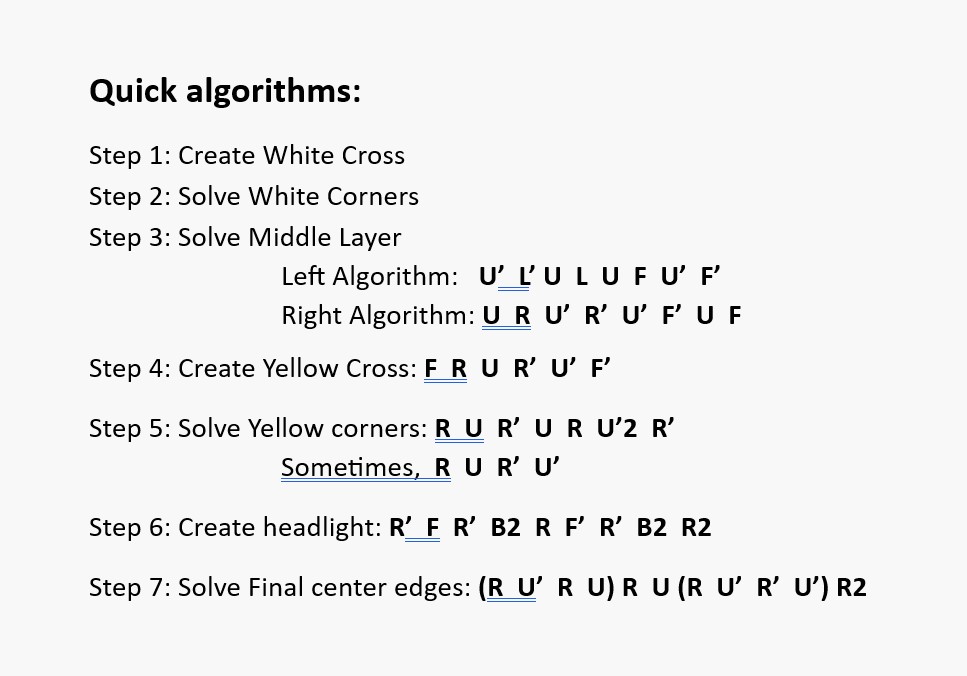 Quick algorithms:
Step 1: Create White Cross
Step 2: Solve White Corners
Step 3: Solve Middle Layer
Left Algorithm: U’ L’ U L U F U’ F’
Right Algorithm: U R U’ R’ U’ F’ U F
Step 4: Create Yellow Cross: F R U R’ U’ F’
Step 5: Solve Yellow corners: R U R’ U R U’2 R’
Sometimes, R U R’ U’
Step 6: Create headlight: R’ F R’ B2 R F’ R’ B2 R2
Step 7: Solve Final center edges: (R U’ R U) R U (R U’ R’ U’) R2